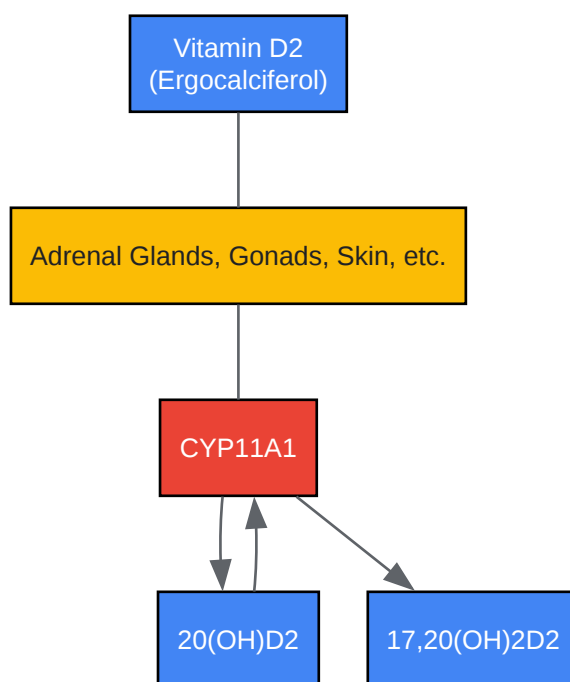 Vitamin D2
(Ergocalciferol)
Adrenal Glands, Gonads, Skin, etc.
CYP11A1
20(OH)D2
17,20(OH)2D2